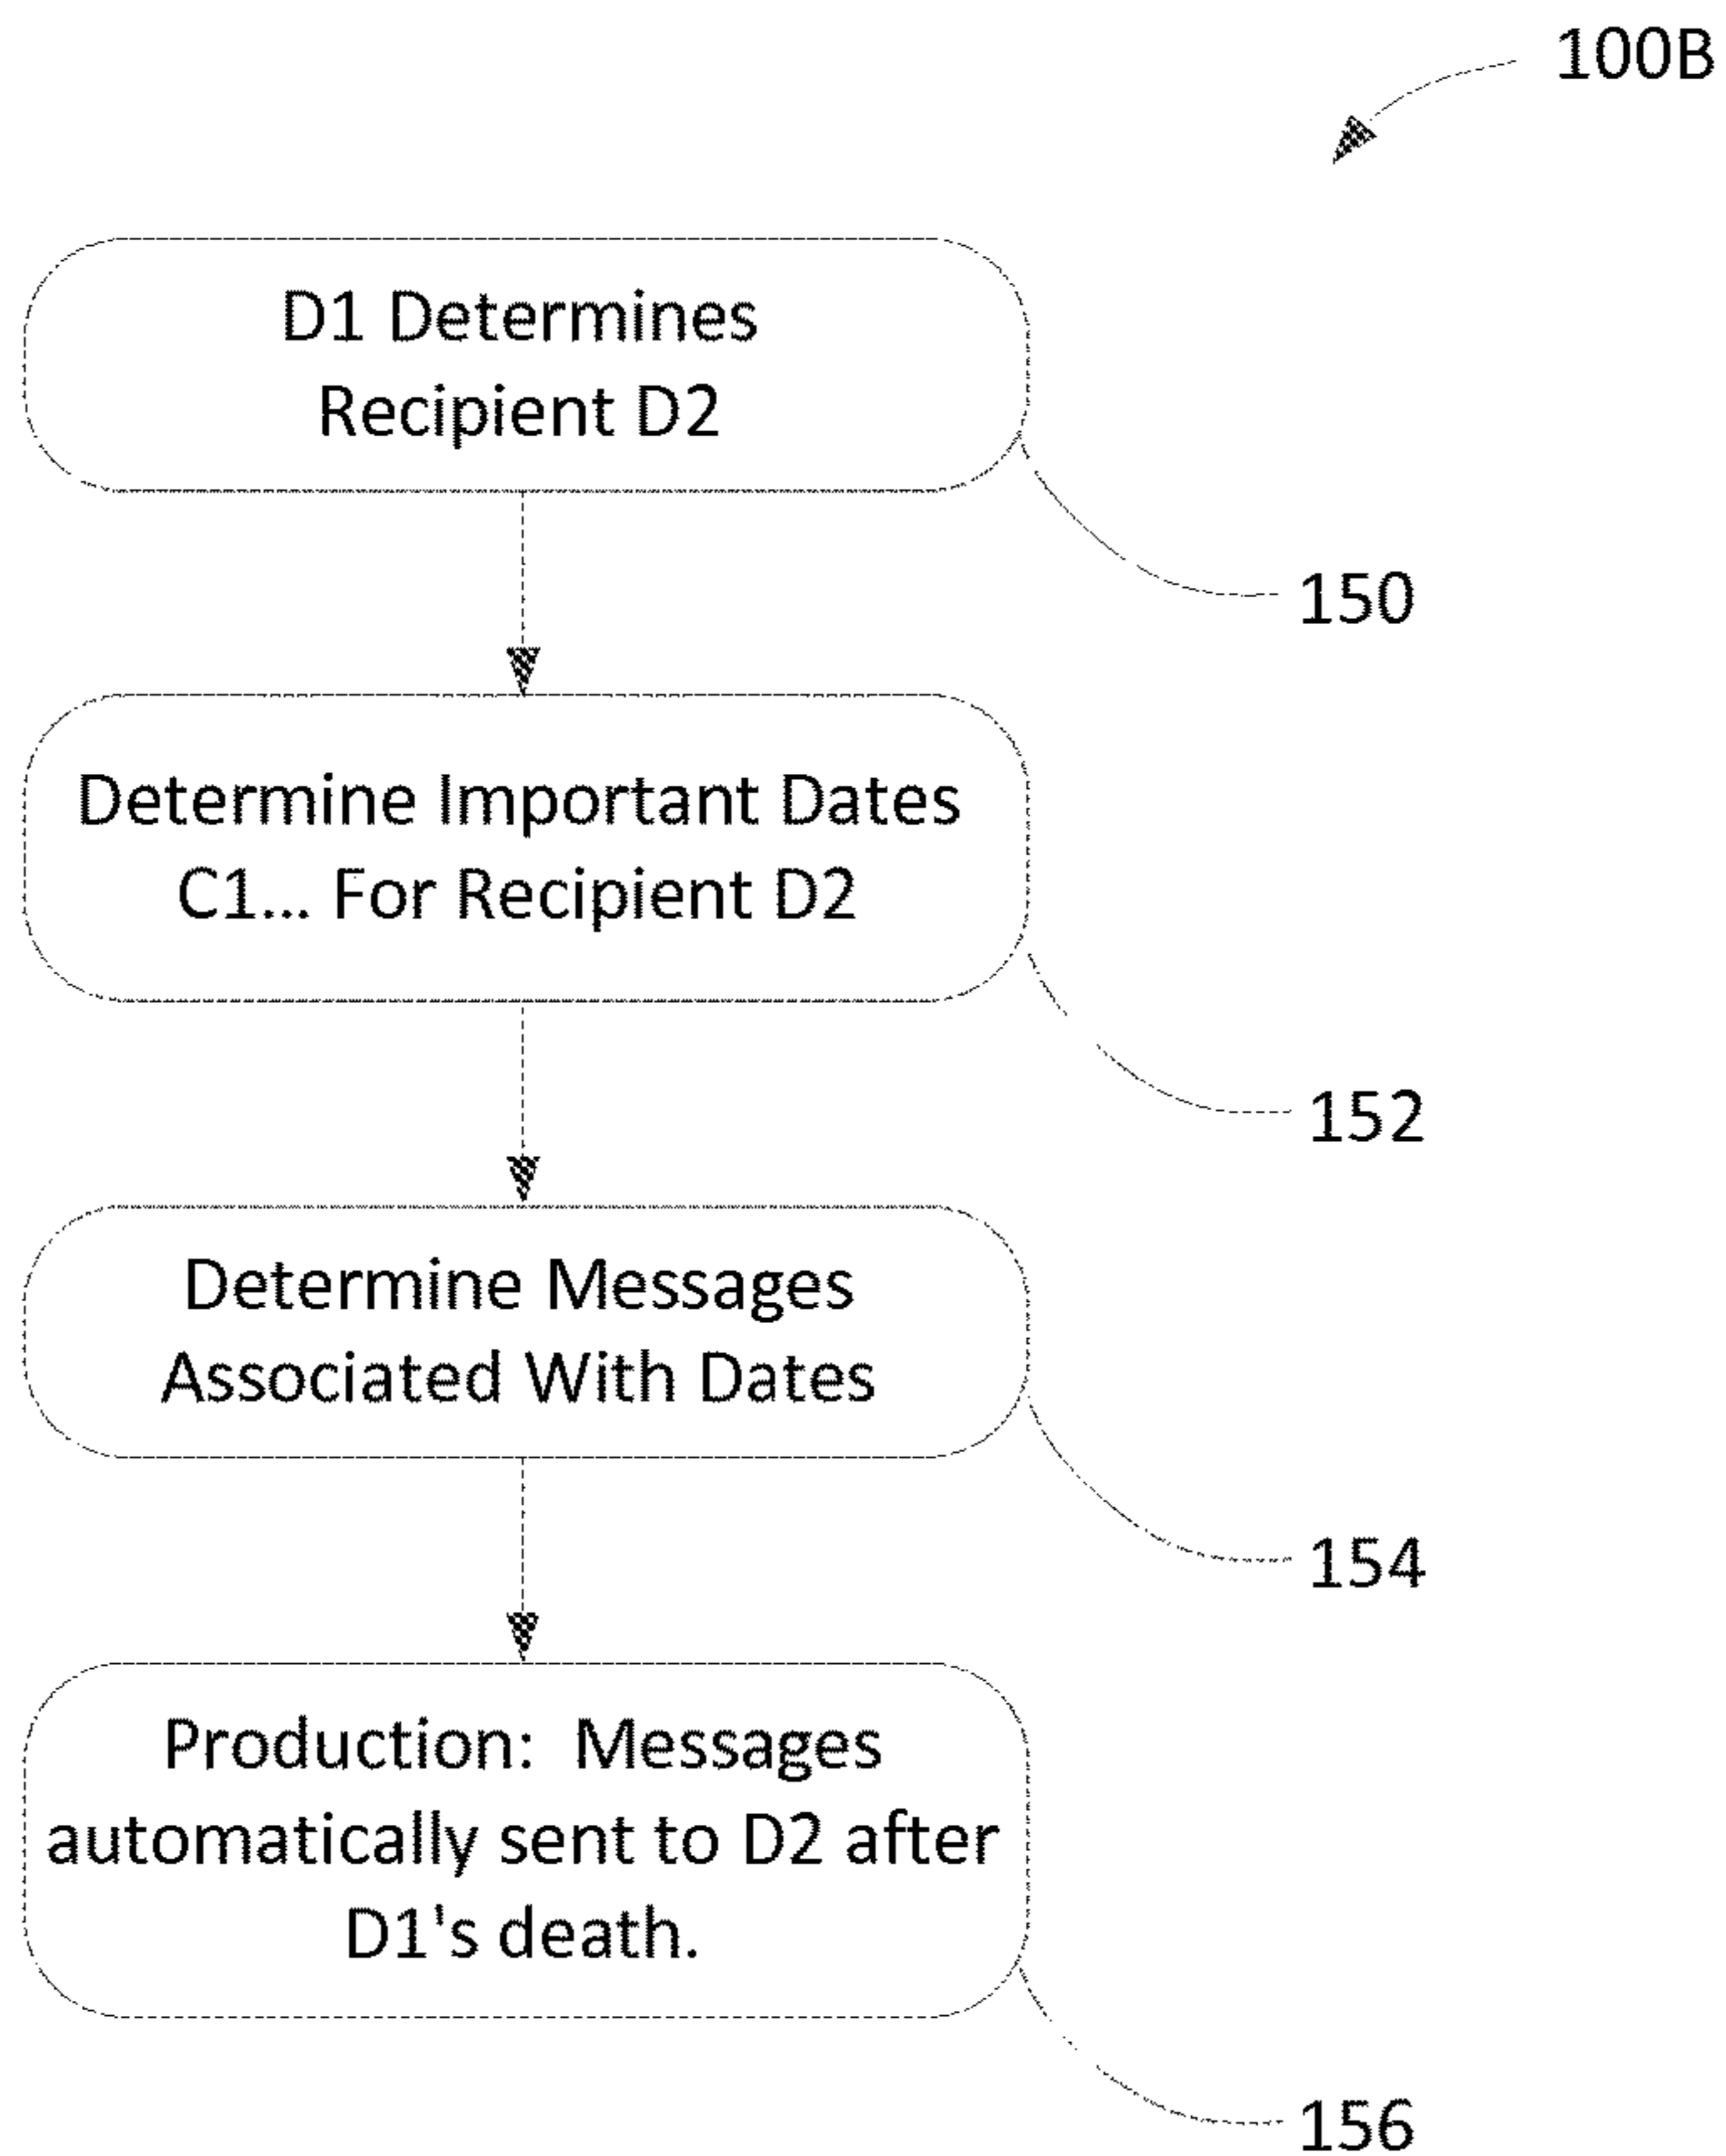 100B
D1 Determines
Recipient D2
150
Determine Important Dates
C1... For Recipient D2
152
Determine Messages
Associated With Dates
154
Production: Messages
automatically sent to D2 after
D1's death.
156